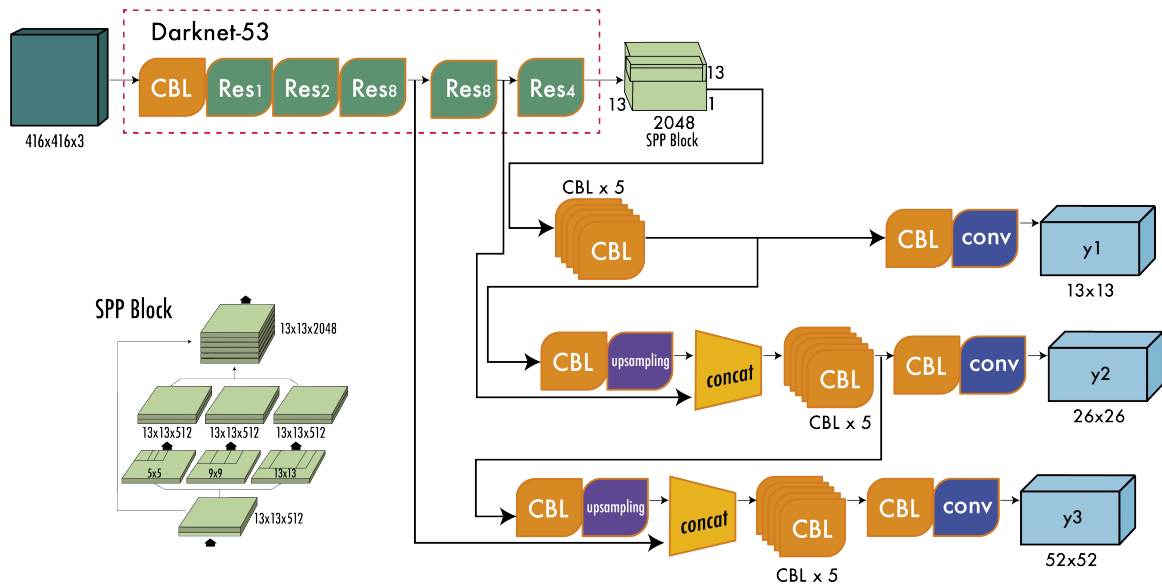 Darknet-53
CBL
Res1
Res2
Res8
Res8
Res4
416x416x3
13
13
1
2048
SPP Block
CBL x 5
CBL
CBL
conv
y1
13x13
SPP Block
13x13x2048
13x13x512
13x13x512
13x13x512
5x5
9x9
13x13
13x13x512
CBL
upsampling
concat
CBL
CBL x 5
CBL
conv
y2
26x26
CBL
upsampling
concat
CBL
CBL x 5
CBL
conv
y3
52x52